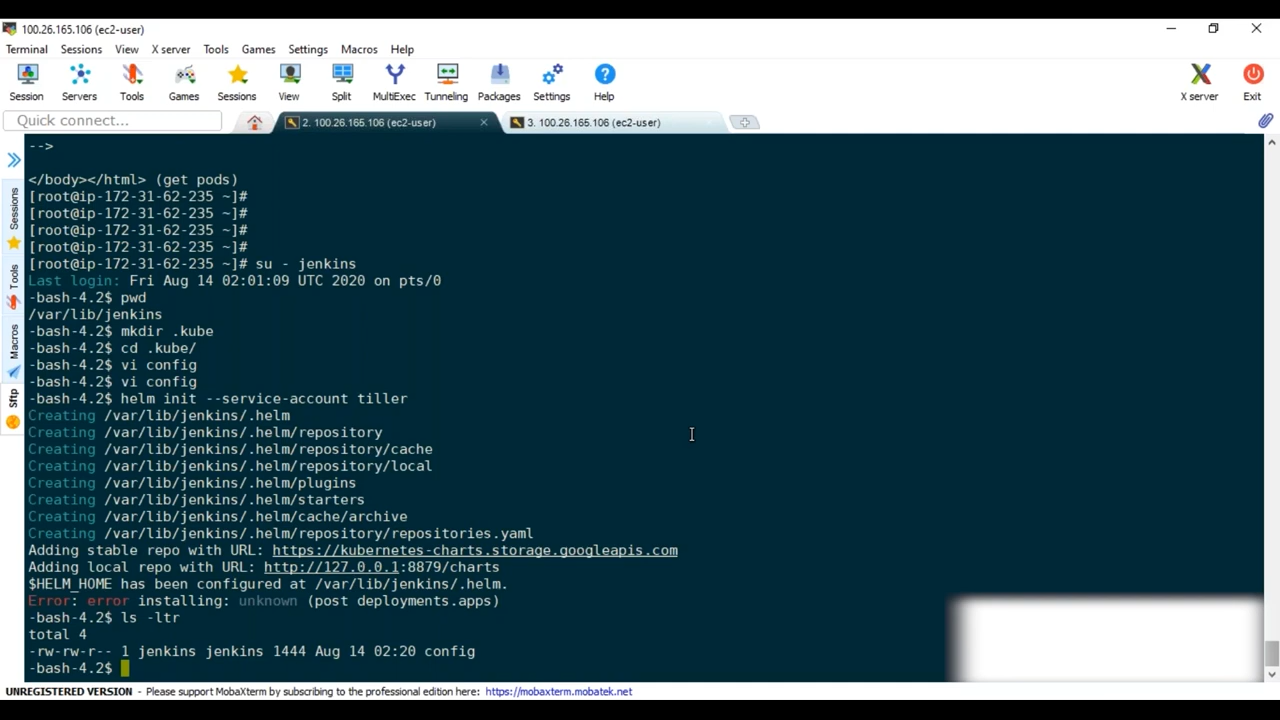 100.26.165.106 (ec2-user)
Terminal Sessions View X server Tools Games Settings Macros Help
Session Servers Tools Games Sessions View Split MultiExec Tunneling Packages Settings Help X server Exit
Quick connect... 2. 100.26.165.106 (ec2-user) 3. 100.26.165.106 (ec2-user)
Sessions
Tools
Macros
Sftp
-->
</body></html> (get pods)
[root@ip-172-31-62-235 ~]#
[root@ip-172-31-62-235 ~]#
[root@ip-172-31-62-235 ~]#
[root@ip-172-31-62-235 ~]#
[root@ip-172-31-62-235 ~]# su - jenkins
Last login: Fri Aug 14 02:01:09 UTC 2020 on pts/0
-bash-4.2$ pwd
/var/lib/jenkins
-bash-4.2$ mkdir .kube
-bash-4.2$ cd .kube/
-bash-4.2$ vi config
-bash-4.2$ vi config
-bash-4.2$ helm init --service-account tiller
Creating /var/lib/jenkins/.helm
Creating /var/lib/jenkins/.helm/repository
Creating /var/lib/jenkins/.helm/repository/cache
Creating /var/lib/jenkins/.helm/repository/local
Creating /var/lib/jenkins/.helm/plugins
Creating /var/lib/jenkins/.helm/starters
Creating /var/lib/jenkins/.helm/cache/archive
Creating /var/lib/jenkins/.helm/repository/repositories.yaml
Adding stable repo with URL: https://kubernetes-charts.storage.googleapis.com
Adding local repo with URL: http://127.0.0.1:8879/charts
$HELM_HOME has been configured at /var/lib/jenkins/.helm.
Error: error installing: unknown (post deployments.apps)
-bash-4.2$ ls -ltr
total 4
-rw-rw-r-- 1 jenkins jenkins 1444 Aug 14 02:20 config
-bash-4.2$
UNREGISTERED VERSION - Please support MobaXterm by subscribing to the professional edition here: https://mobaxterm.mobatek.net